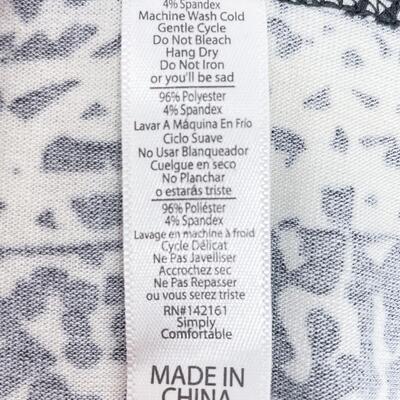 4% Spandex
Machine Wash Cold
Gentle Cycle
Do Not Bleach
Hang Dry
Do Not Iron
or you'll be sad
96% Polyester
4% Spandex
Lavar A Máquina En Frío
Ciclo Suave
No Usar Blanqueador
Cuelgue en seco
No Planchar
o estarás triste
96% Poliéster
4% Spandex
Lavage en machine à froid
Cycle Délicat
Ne Pas Javelliser
Accrochez sec
Ne Pas Repasser
ou vous serez triste
RN#142161
Simply
Comfortable
MADE IN
CHINA